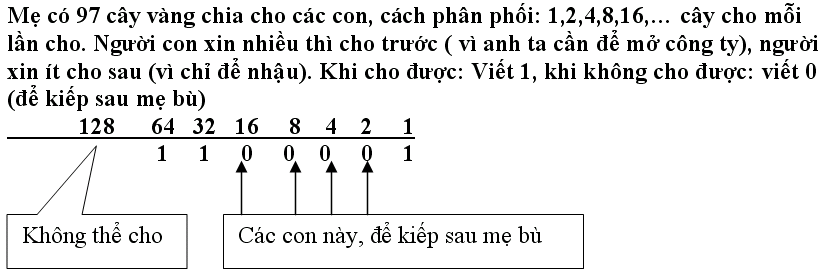 Mẹ có 97 cây vàng chia cho các con, cách phân phối: 1,2,4,8,16,… cây cho mỗi
lần cho. Người con xin nhiều thì cho trước ( vì anh ta cần để mở công ty), người
xin ít cho sau (vì chỉ để nhậu). Khi cho được: Viết 1, khi không cho được: viết 0
(để kiếp sau mẹ bù)
128 64 32 16 8 4 2 1
1 1 0 0 0 0 1
Không thể cho
Các con này, để kiếp sau mẹ bù